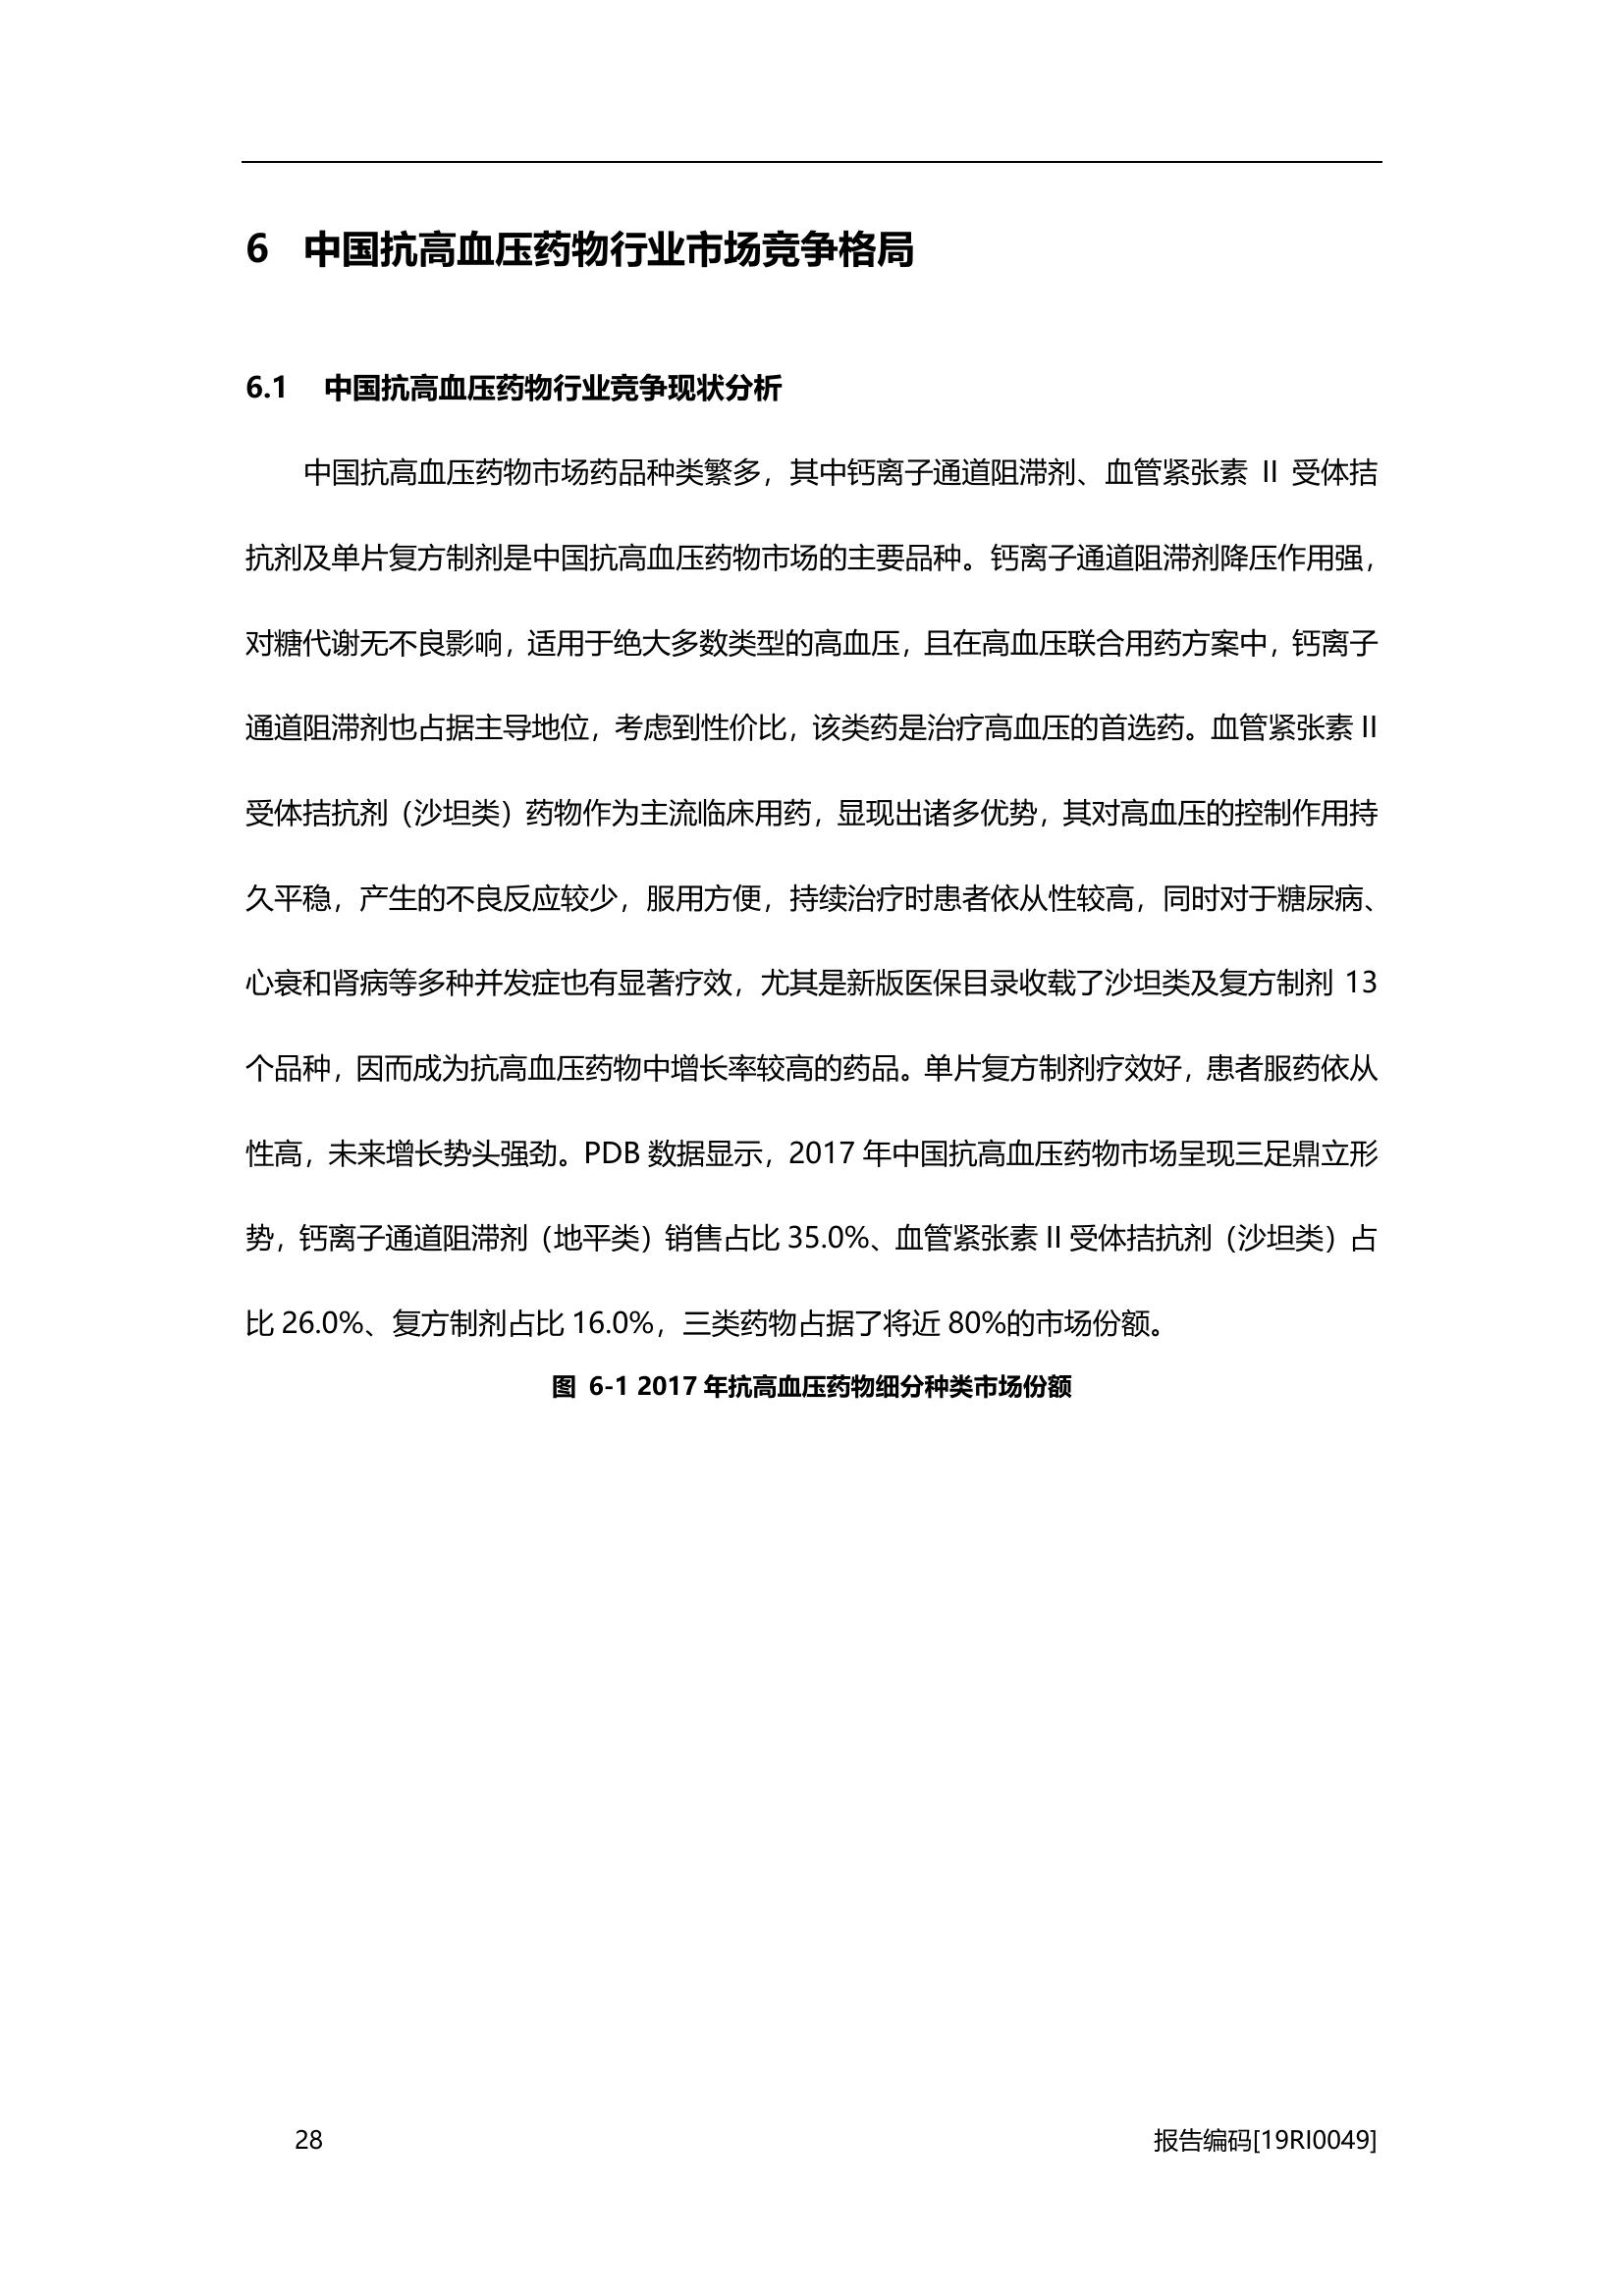 6 中国抗高血压药物行业市场竞争格局
6.1 中国抗高血压药物行业竞争现状分析
中国抗高血压药物市场药品种类繁多，其中钙离子通道阻滞剂、血管紧张素 II 受体拮
抗剂及单片复方制剂是中国抗高血压药物市场的主要品种。钙离子通道阻滞剂降压作用强，
对糖代谢无不良影响，适用于绝大多数类型的高血压，且在高血压联合用药方案中，钙离子
通道阻滞剂也占据主导地位，考虑到性价比，该类药是治疗高血压的首选药。血管紧张素 II
受体拮抗剂（沙坦类）药物作为主流临床用药，显现出诸多优势，其对高血压的控制作用持
久平稳，产生的不良反应较少，服用方便，持续治疗时患者依从性较高，同时对于糖尿病、
心衰和肾病等多种并发症也有显著疗效，尤其是新版医保目录收载了沙坦类及复方制剂 13
个品种，因而成为抗高血压药物中增长率较高的药品。单片复方制剂疗效好，患者服药依从
性高，未来增长势头强劲。PDB 数据显示，2017 年中国抗高血压药物市场呈现三足鼎立形
势，钙离子通道阻滞剂（地平类）销售占比 35.0%、血管紧张素 II 受体拮抗剂（沙坦类）占
比 26.0%、复方制剂占比 16.0%，三类药物占据了将近 80%的市场份额。
图 6-1 2017 年抗高血压药物细分种类市场份额
28 报告编码[19RI0049]